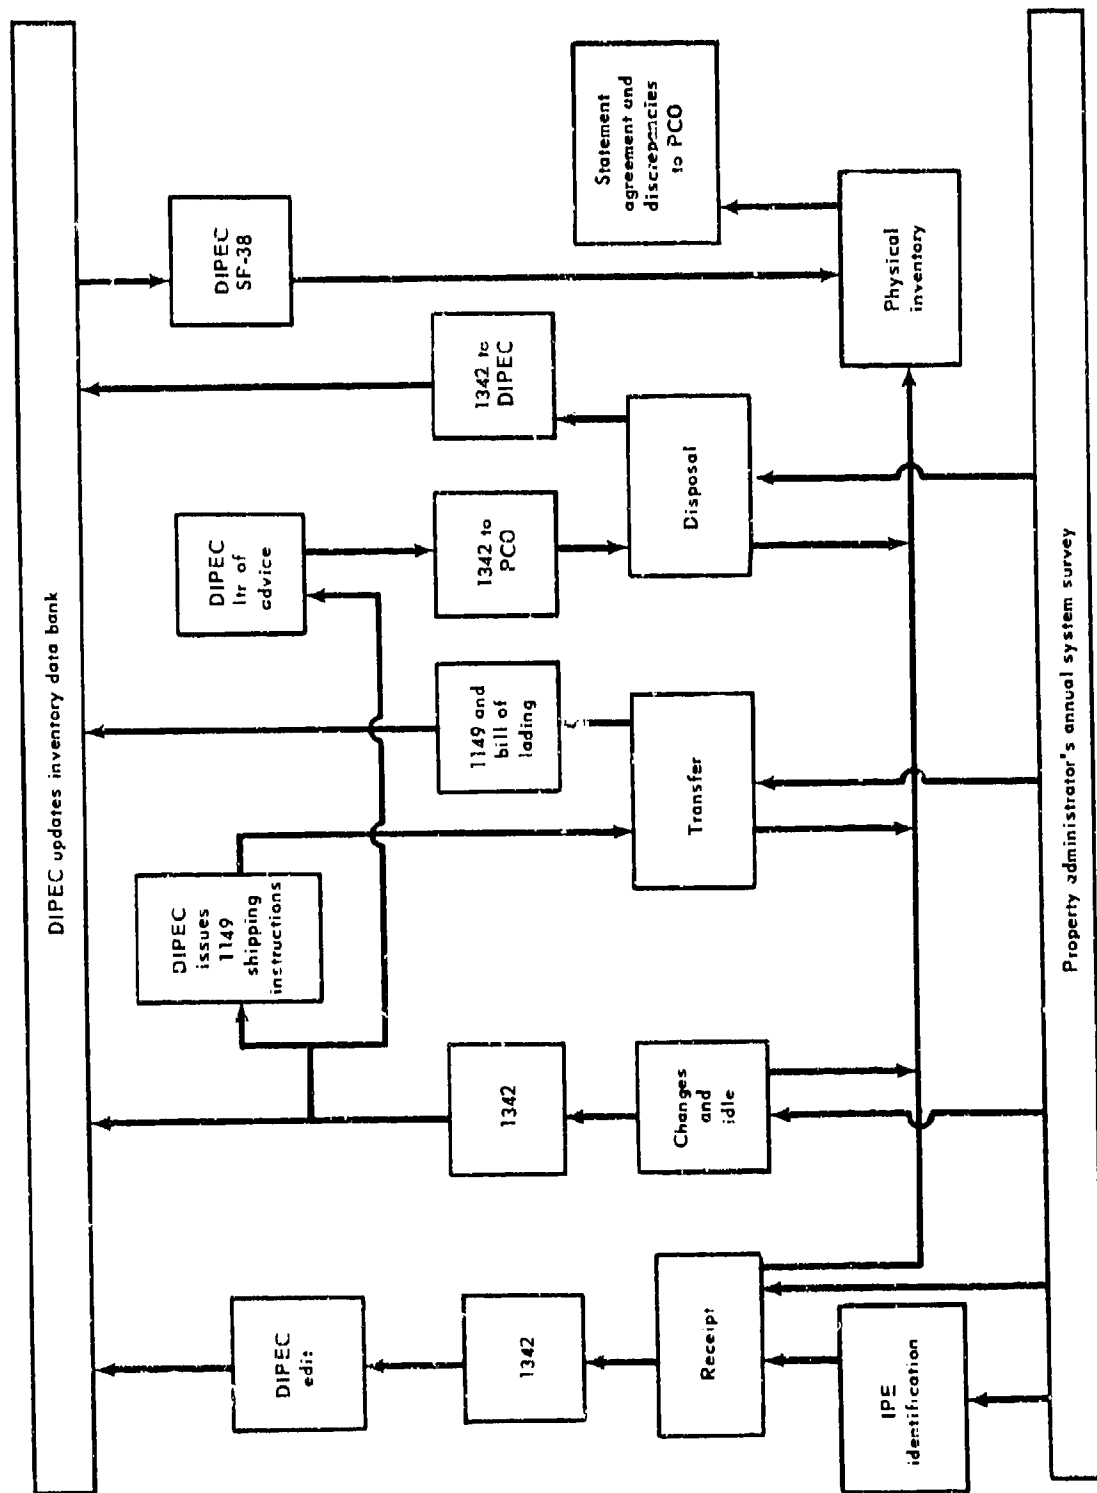 DIPEC updates inventory data bank
DIPEC
edit
1342
Receipt
IPE
identification
1342
Changes
and
idle
DIPEC
issues
1149
shipping
instructions
1149 and
bill of
lading
Transfer
DIPEC
ltr of
advice
1342 to
PCO
Disposal
1342 to
DIPEC
DIPEC
SF-38
Physical
inventory
Statement
agreement and
discrepencies
to PCO
Property administrator's annual system survey